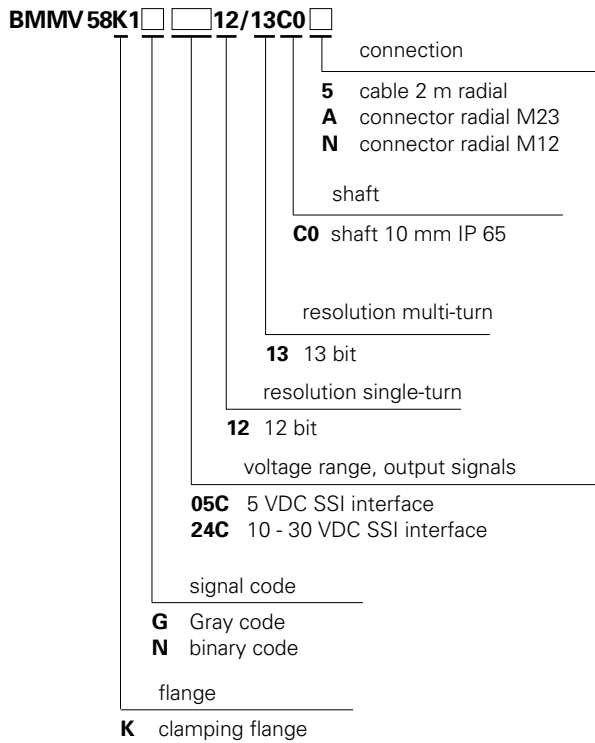 BMMV 58K1□ □12/13C0□
connection
5 cable 2 m radial
A connector radial M23
N connector radial M12
shaft
C0 shaft 10 mm IP 65
resolution multi-turn
13 13 bit
resolution single-turn
12 12 bit
voltage range, output signals
05C 5 VDC SSI interface
24C 10 - 30 VDC SSI interface
signal code
G Gray code
N binary code
flange
K clamping flange